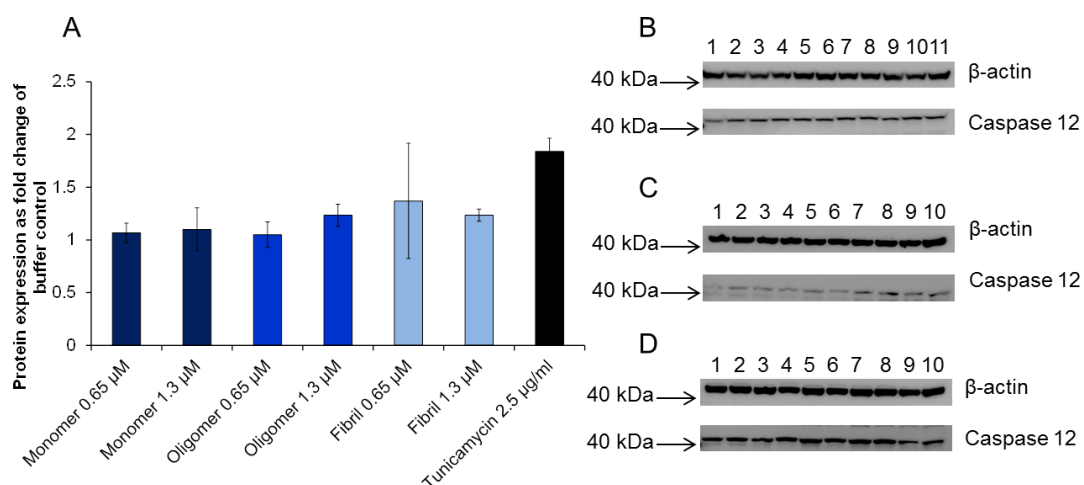 A
Protein expression as fold change of
buffer control
2.5
2
1.5
1
0.5
0
Monomer 0.65 µM
Monomer 1.3 µM
Oligomer 0.65 µM
Oligomer 1.3 µM
Fibril 0.65 µM
Fibril 1.3 µM
Tunicamycin 2.5 µg/ml
B
1 2 3 4 5 6 7 8 9 10 11
40 kDa
β-actin
40 kDa
Caspase 12
C
1 2 3 4 5 6 7 8 9 10
40 kDa
β-actin
40 kDa
Caspase 12
D
1 2 3 4 5 6 7 8 9 10
40 kDa
β-actin
40 kDa
Caspase 12